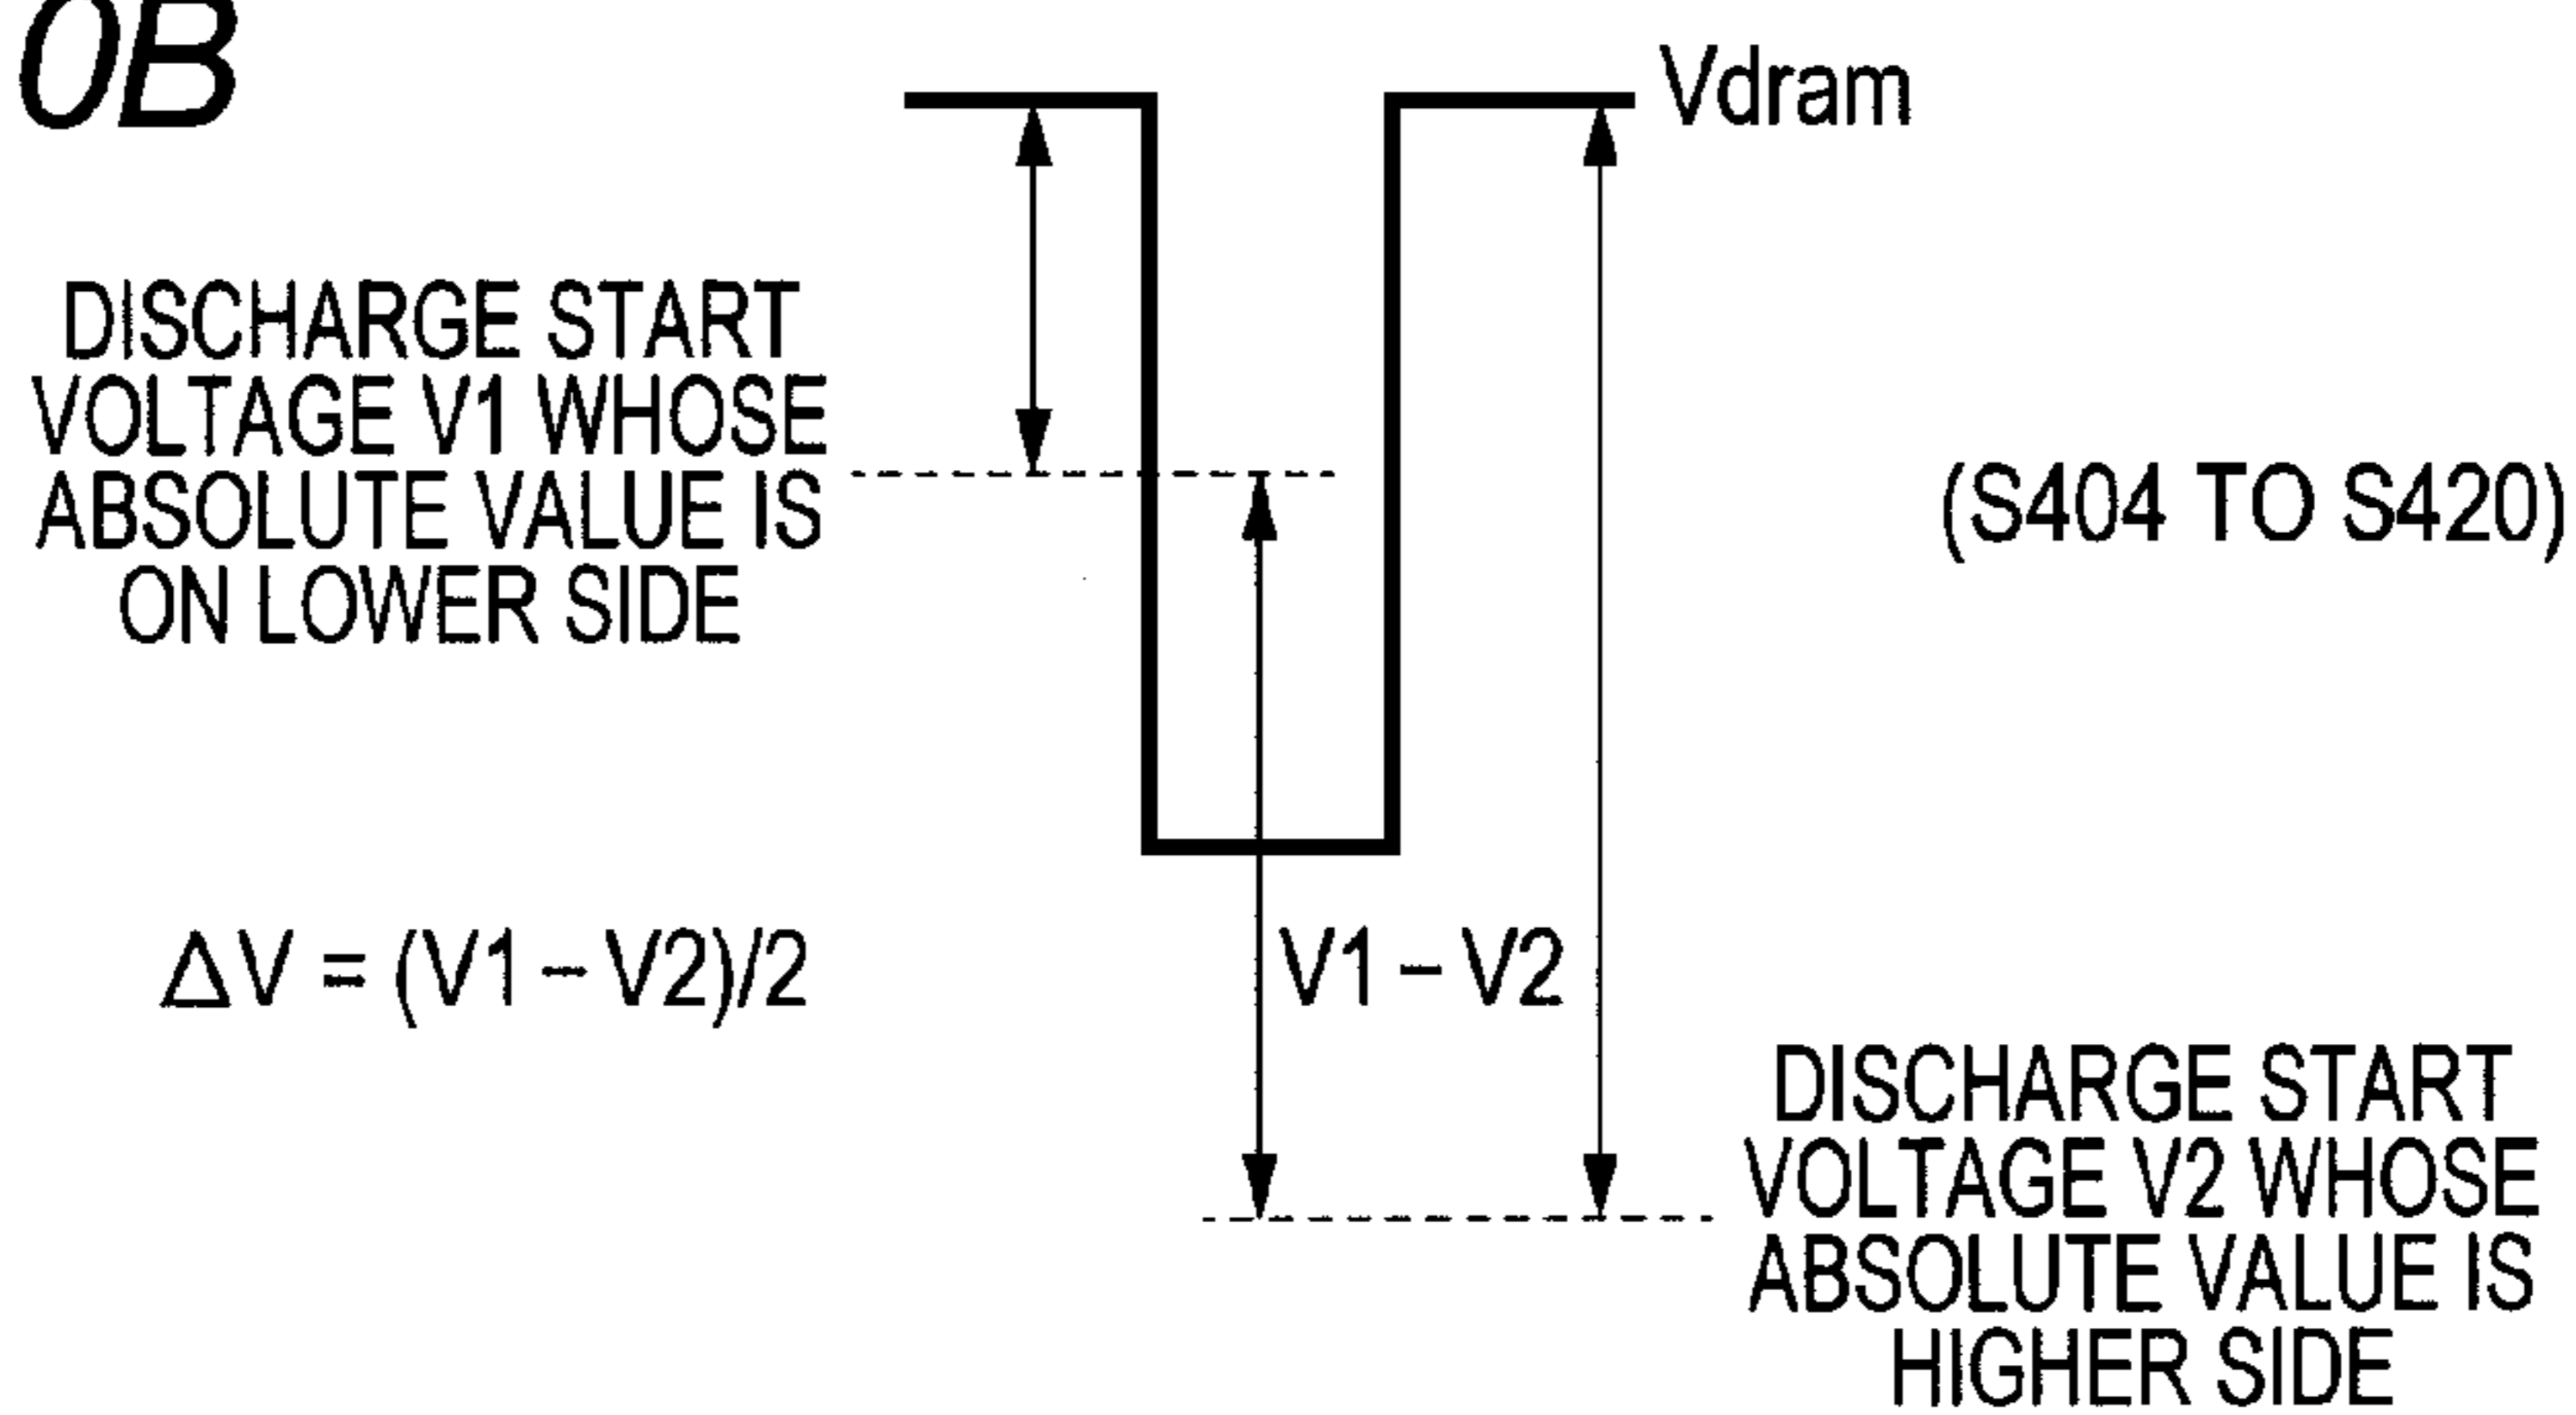 0B
Vdram
DISCHARGE START
VOLTAGE V1 WHOSE
ABSOLUTE VALUE IS
ON LOWER SIDE
(S404 TO S420)
ΔV = (V1 – V2)/2
V1 – V2
DISCHARGE START
VOLTAGE V2 WHOSE
ABSOLUTE VALUE IS
HIGHER SIDE